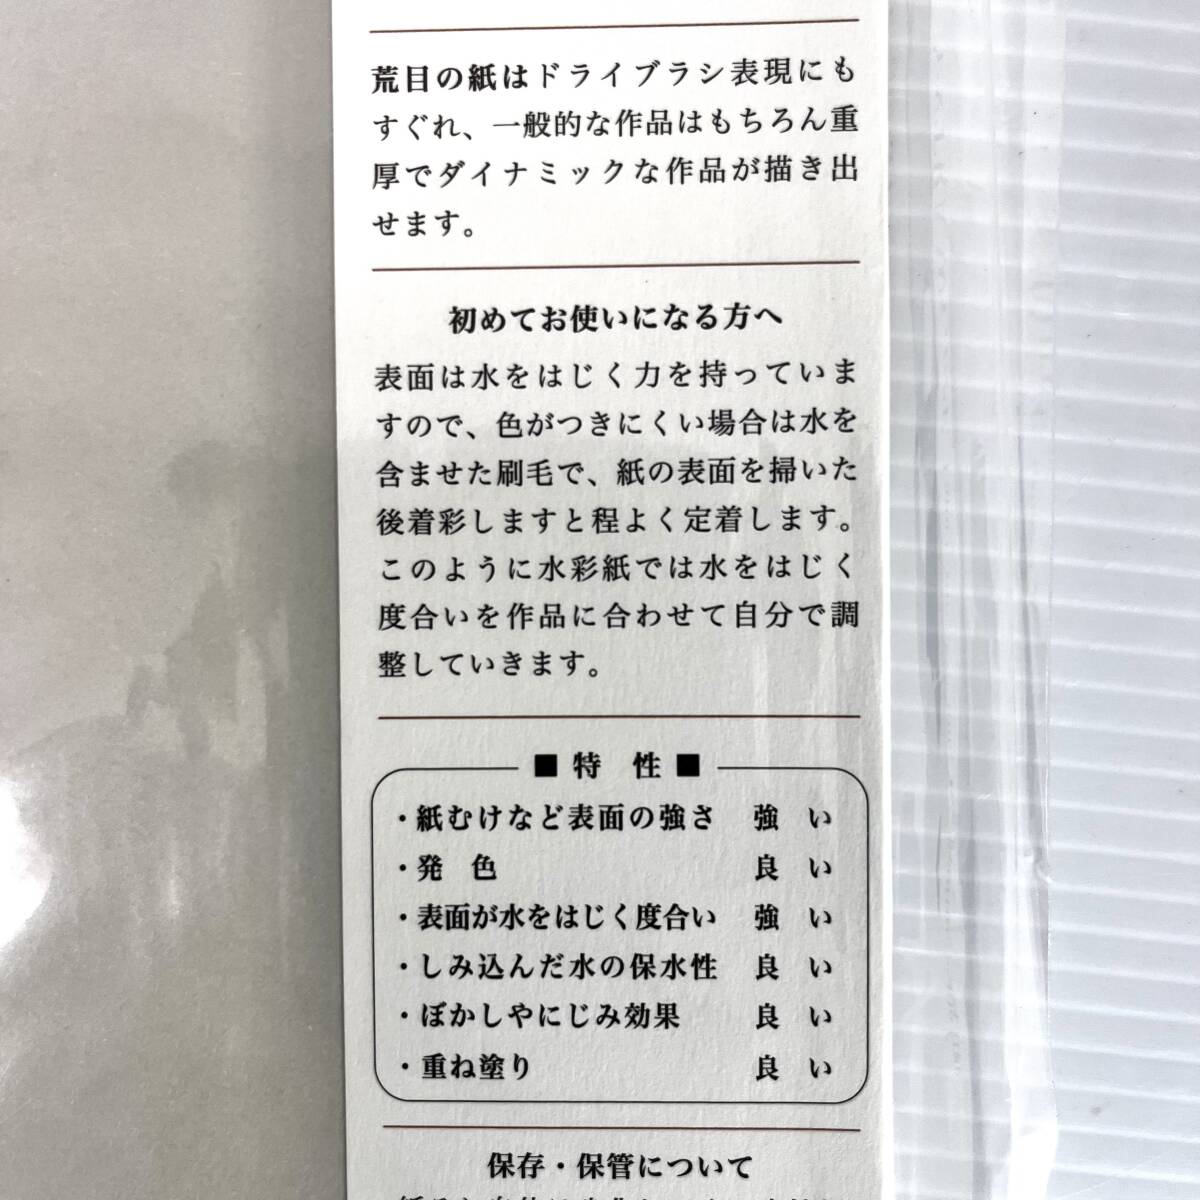 荒目の紙はドライブラシ表現にも
すぐれ、一般的な作品はもちろん重
厚でダイナミックな作品が描き出
せます。
初めてお使いになる方へ
表面は水をはじく力を持っていま
すので、色がつきにくい場合は水を
含ませた刷毛で、紙の表面を掃いた
後着彩しますと程よく定着します。
このように水彩紙では水をはじく
度合いを作品に合わせて自分で調
整していきます。
■ 特 性 ■
・紙むけなど表面の強さ 強 い
・発 色 良 い
・表面が水をはじく度合い 強 い
・しみ込んだ水の保水性 良 い
・ぼかしやにじみ効果 良 い
・重ね塗り 良 い
保存・保管について